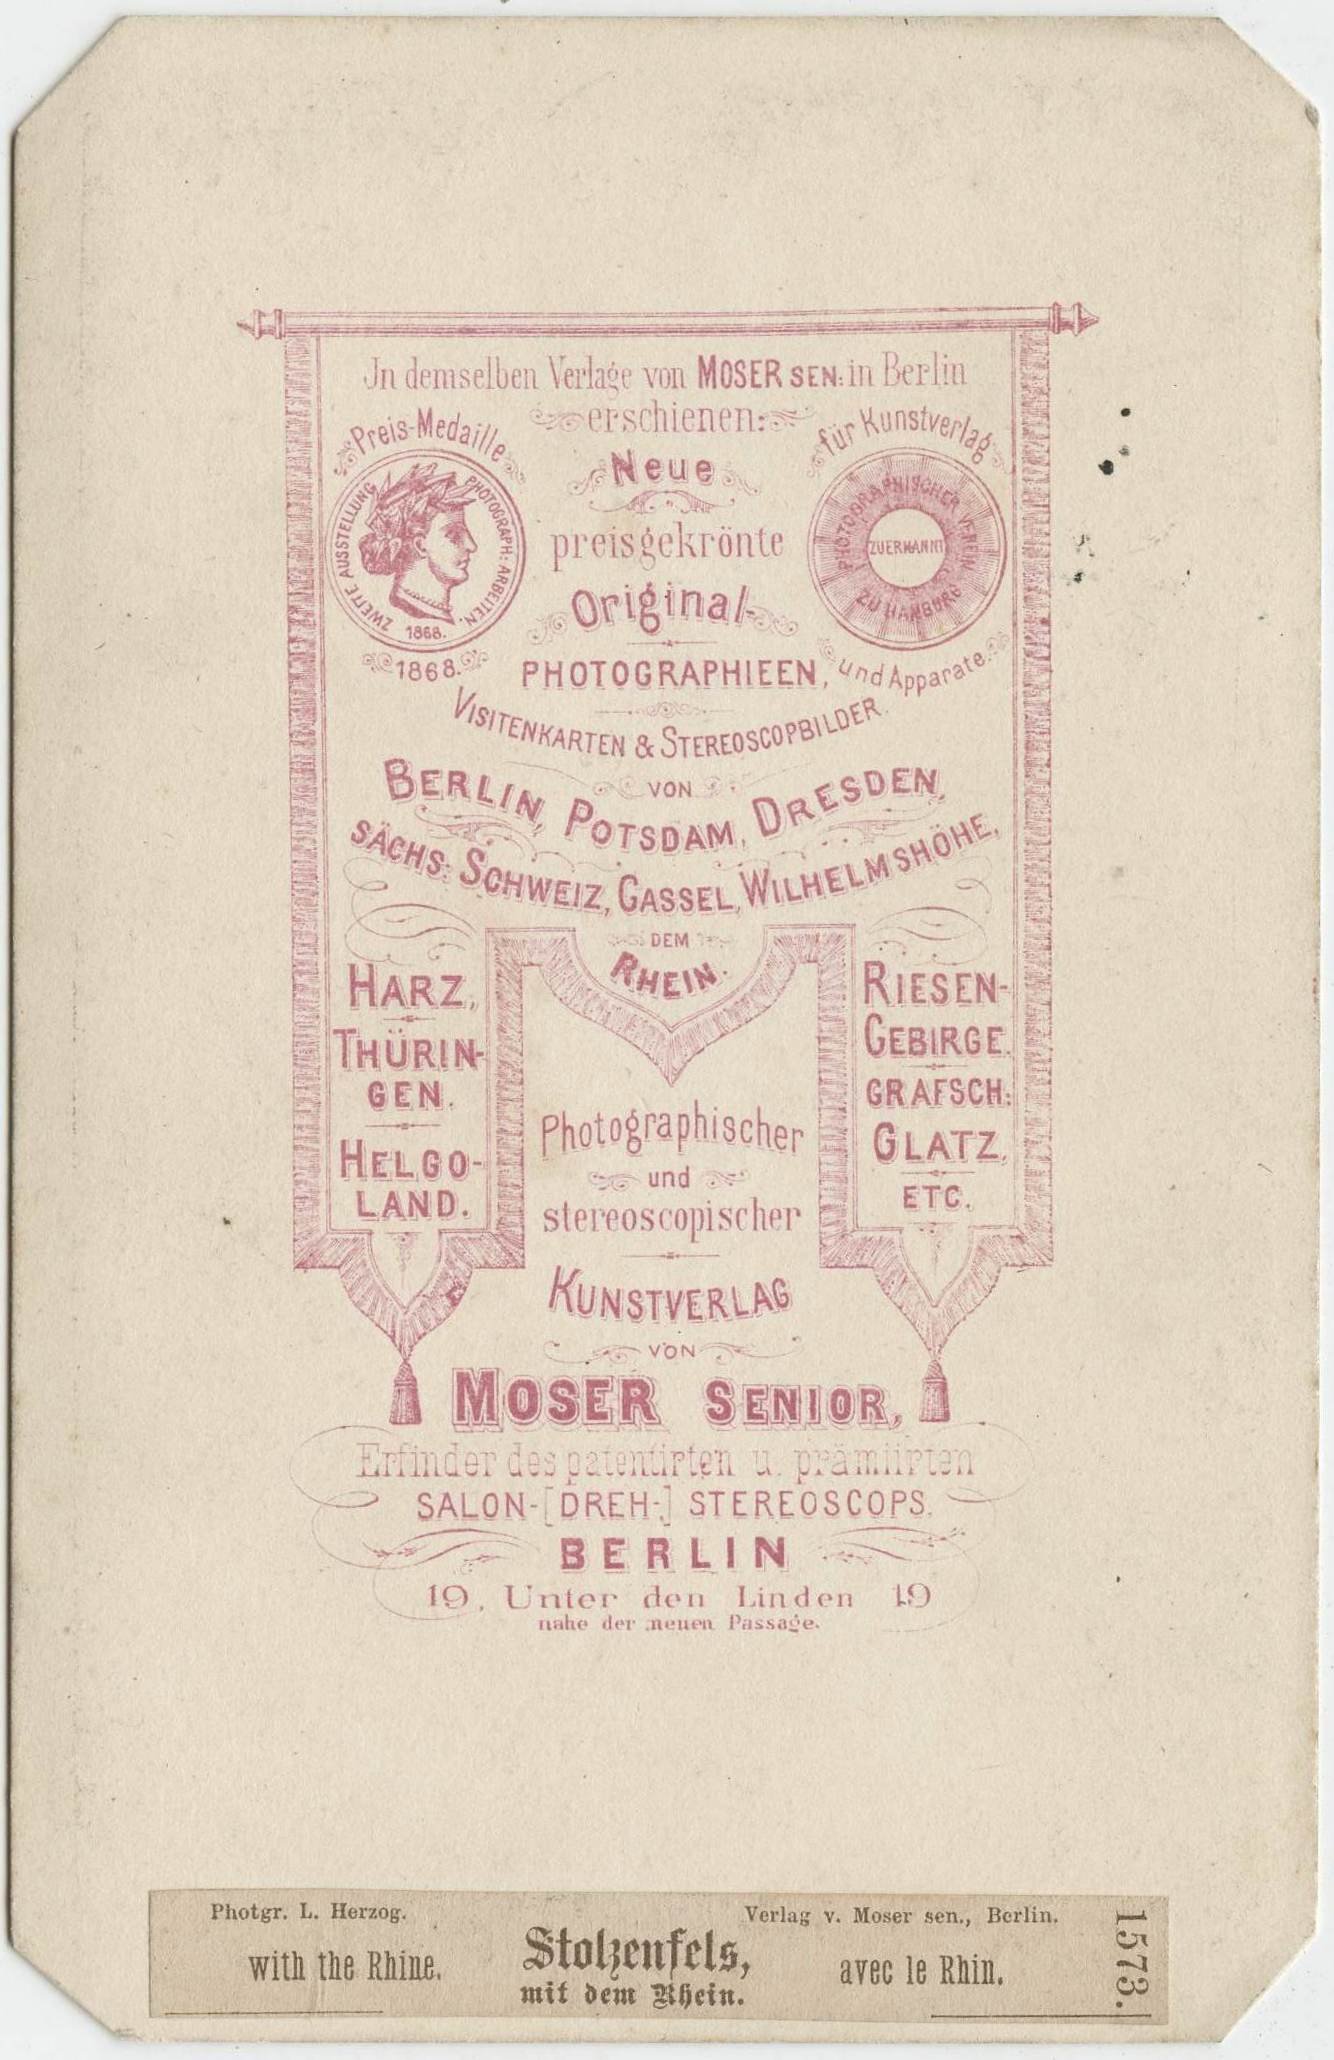 Jn demselben Verlage von MOSER SEN: in Berlin
erschienen:
Preis-Medaille
ZWEITE AUSSTELLUNG PHOTOGRAPH: ARBEITEN.
1868.
1868.
für Kunstverlag
PHOTOGRAPHISCHER VEREIN
ZUERKANNT
ZU HAMBURG
und Apparate.
Neue
preisgekrönte
Original-
PHOTOGRAPHIEEN,
VISITENKARTEN & STEREOSCOPBILDER.
VON
BERLIN, POTSDAM, DRESDEN,
SÄCHS: SCHWEIZ, CASSEL, WILHELMSHÖHE,
DEM
RHEIN.
HARZ,
THÜRIN-
GEN.
HELGO-
LAND.
RIESEN-
GEBIRGE.
GRAFSCH:
GLATZ,
ETC.
Photographischer
und
stereoscopischer
KUNSTVERLAG
VON
MOSER SENIOR,
Erfinder des patentirten u. prämiirten
SALON-[DREH-] STEREOSCOPS.
BERLIN
19. Unter den Linden 19
nahe der neuen Passage.
Photgr. L. Herzog.
Verlag v. Moser sen., Berlin.
with the Rhine.
Stolzenfels,
mit dem Rhein.
avec le Rhin.
1573.